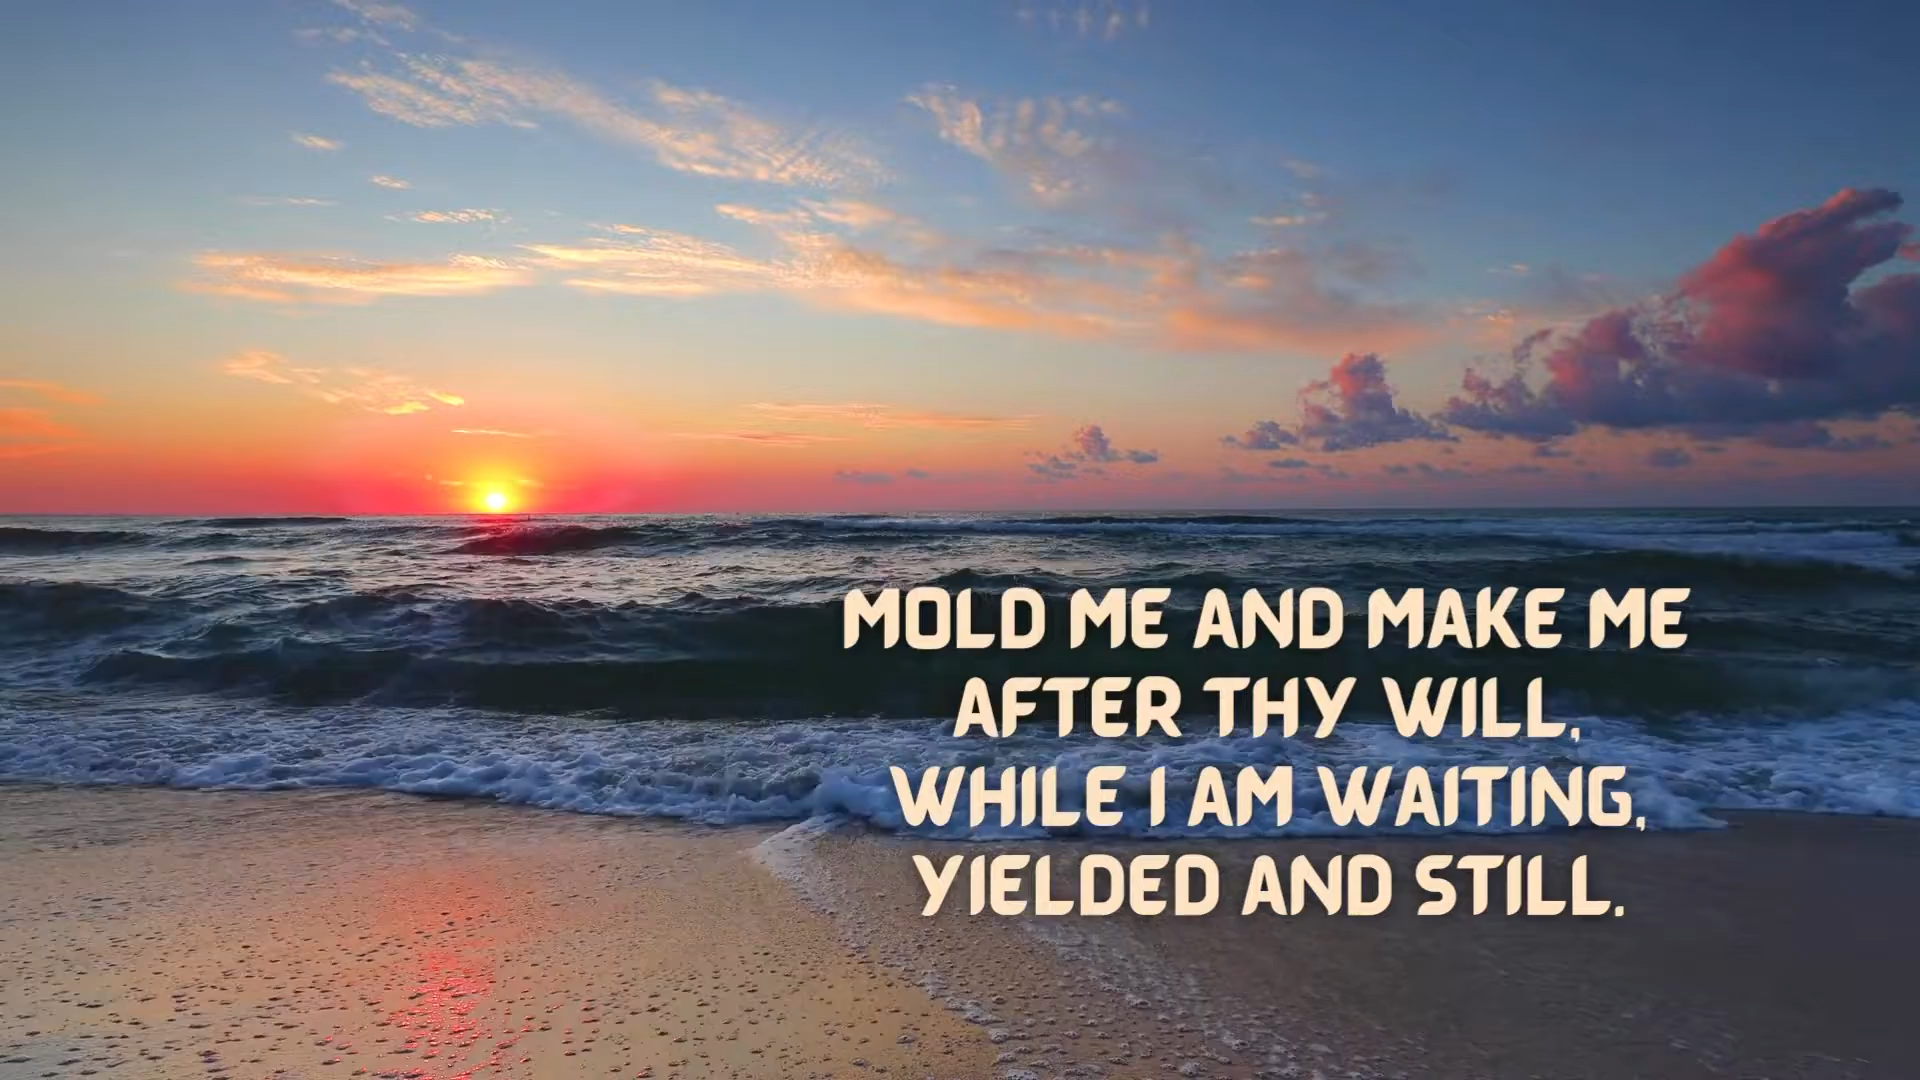 MOLD ME AND MAKE ME
AFTER THY WILL,
WHILE I AM WAITING,
YIELDED AND STILL.